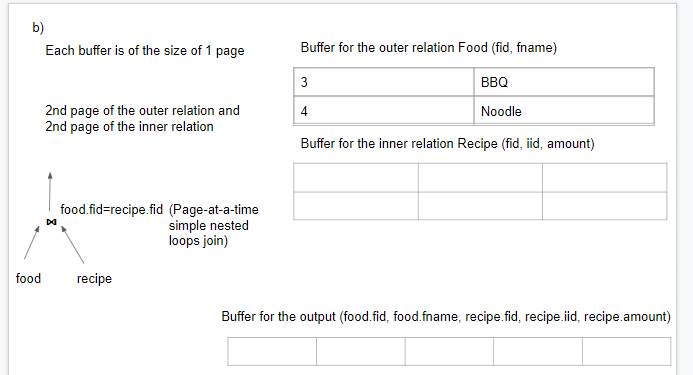 b)
Each buffer is of the size of 1 page
Buffer for the outer relation Food (fid, fname)
3 BBQ
2nd page of the outer relation and
2nd page of the inner relation
4 Noodle
Buffer for the inner relation Recipe (fid, iid, amount)
food.fid=recipe.fid (Page-at-a-time
simple nested
loops join)
⋈
food recipe
Buffer for the output (food.fid, food.fname, recipe.fid, recipe.iid, recipe.amount)